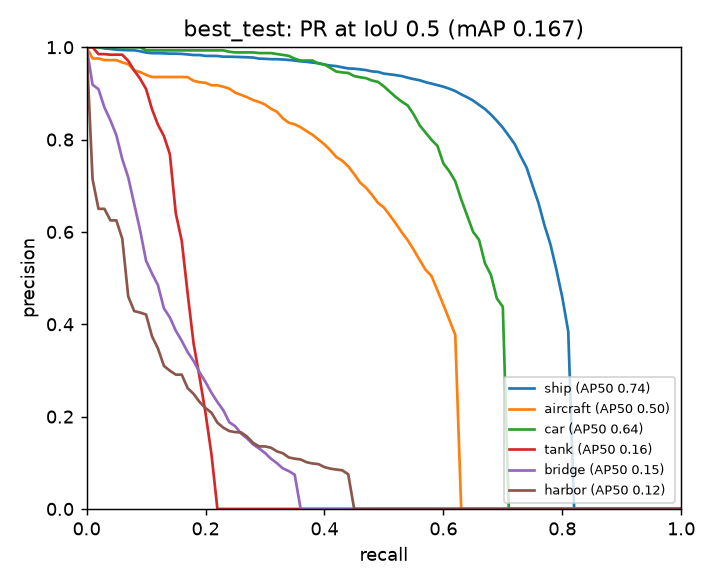 best_test: PR at IoU 0.5 (mAP 0.167)
precision
1.0
0.8
0.6
0.4
0.2
0.0
ship (AP50 0.74)
aircraft (AP50 0.50)
car (AP50 0.64)
tank (AP50 0.16)
bridge (AP50 0.15)
harbor (AP50 0.12)
0.0 0.2 0.4 0.6 0.8 1.0
recall